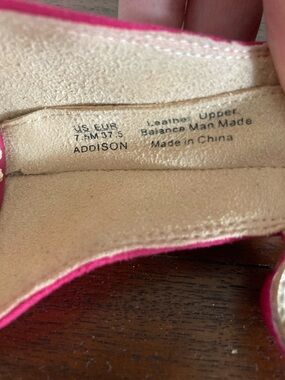 US EUR
7.5M 37.5
ADDISON
Leather Upper
Balance Man Made
Made in China